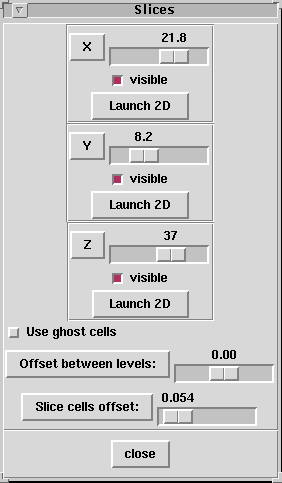 Slices
X
21.8
visible
Launch 2D
Y
8.2
visible
Launch 2D
Z
37
visible
Launch 2D
Use ghost cells
Offset between levels:
0.00
Slice cells offset:
0.054
close